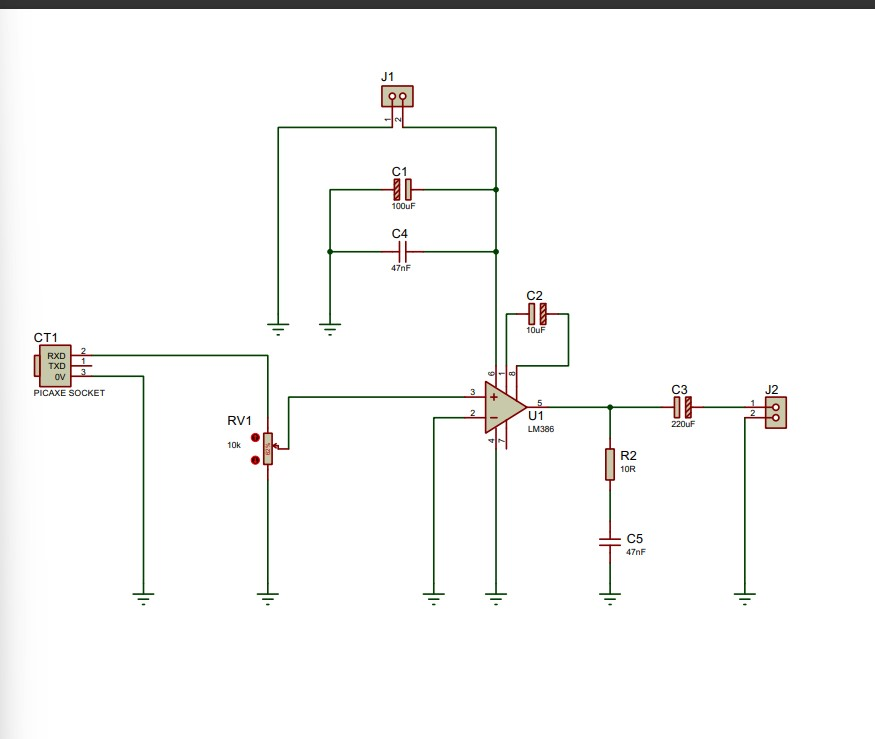 J1
1
2
C1
100uF
C4
47nF
C2
10uF
6
1
8
CT1
RXD 2
TXD 1
0V 3
PICAXE SOCKET
RV1
10k
3
2
+
−
4
7
5
U1
LM386
C3
220uF
J2
1
2
R2
10R
C5
47nF